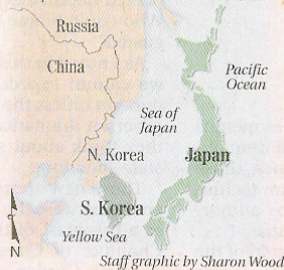 Russia
China
Pacific
Ocean
Sea of
Japan
N. Korea
Japan
S. Korea
Yellow Sea
N
Staff graphic by Sharon Wood